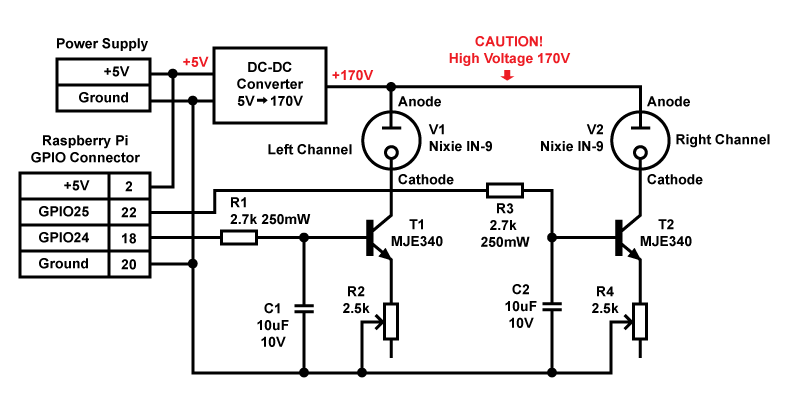 Power Supply
+5V
Ground
+5V
DC-DC
Converter
5V➞170V
+170V
CAUTION!
High Voltage 170V
Anode
V1
Nixie IN-9
Left Channel
Cathode
Anode
V2
Nixie IN-9
Right Channel
Cathode
Raspberry Pi
GPIO Connector
+5V 2
GPIO25 22
GPIO24 18
Ground 20
R1
2.7k 250mW
T1
MJE340
R3
2.7k
250mW
T2
MJE340
C1
10uF
10V
R2
2.5k
C2
10uF
10V
R4
2.5k